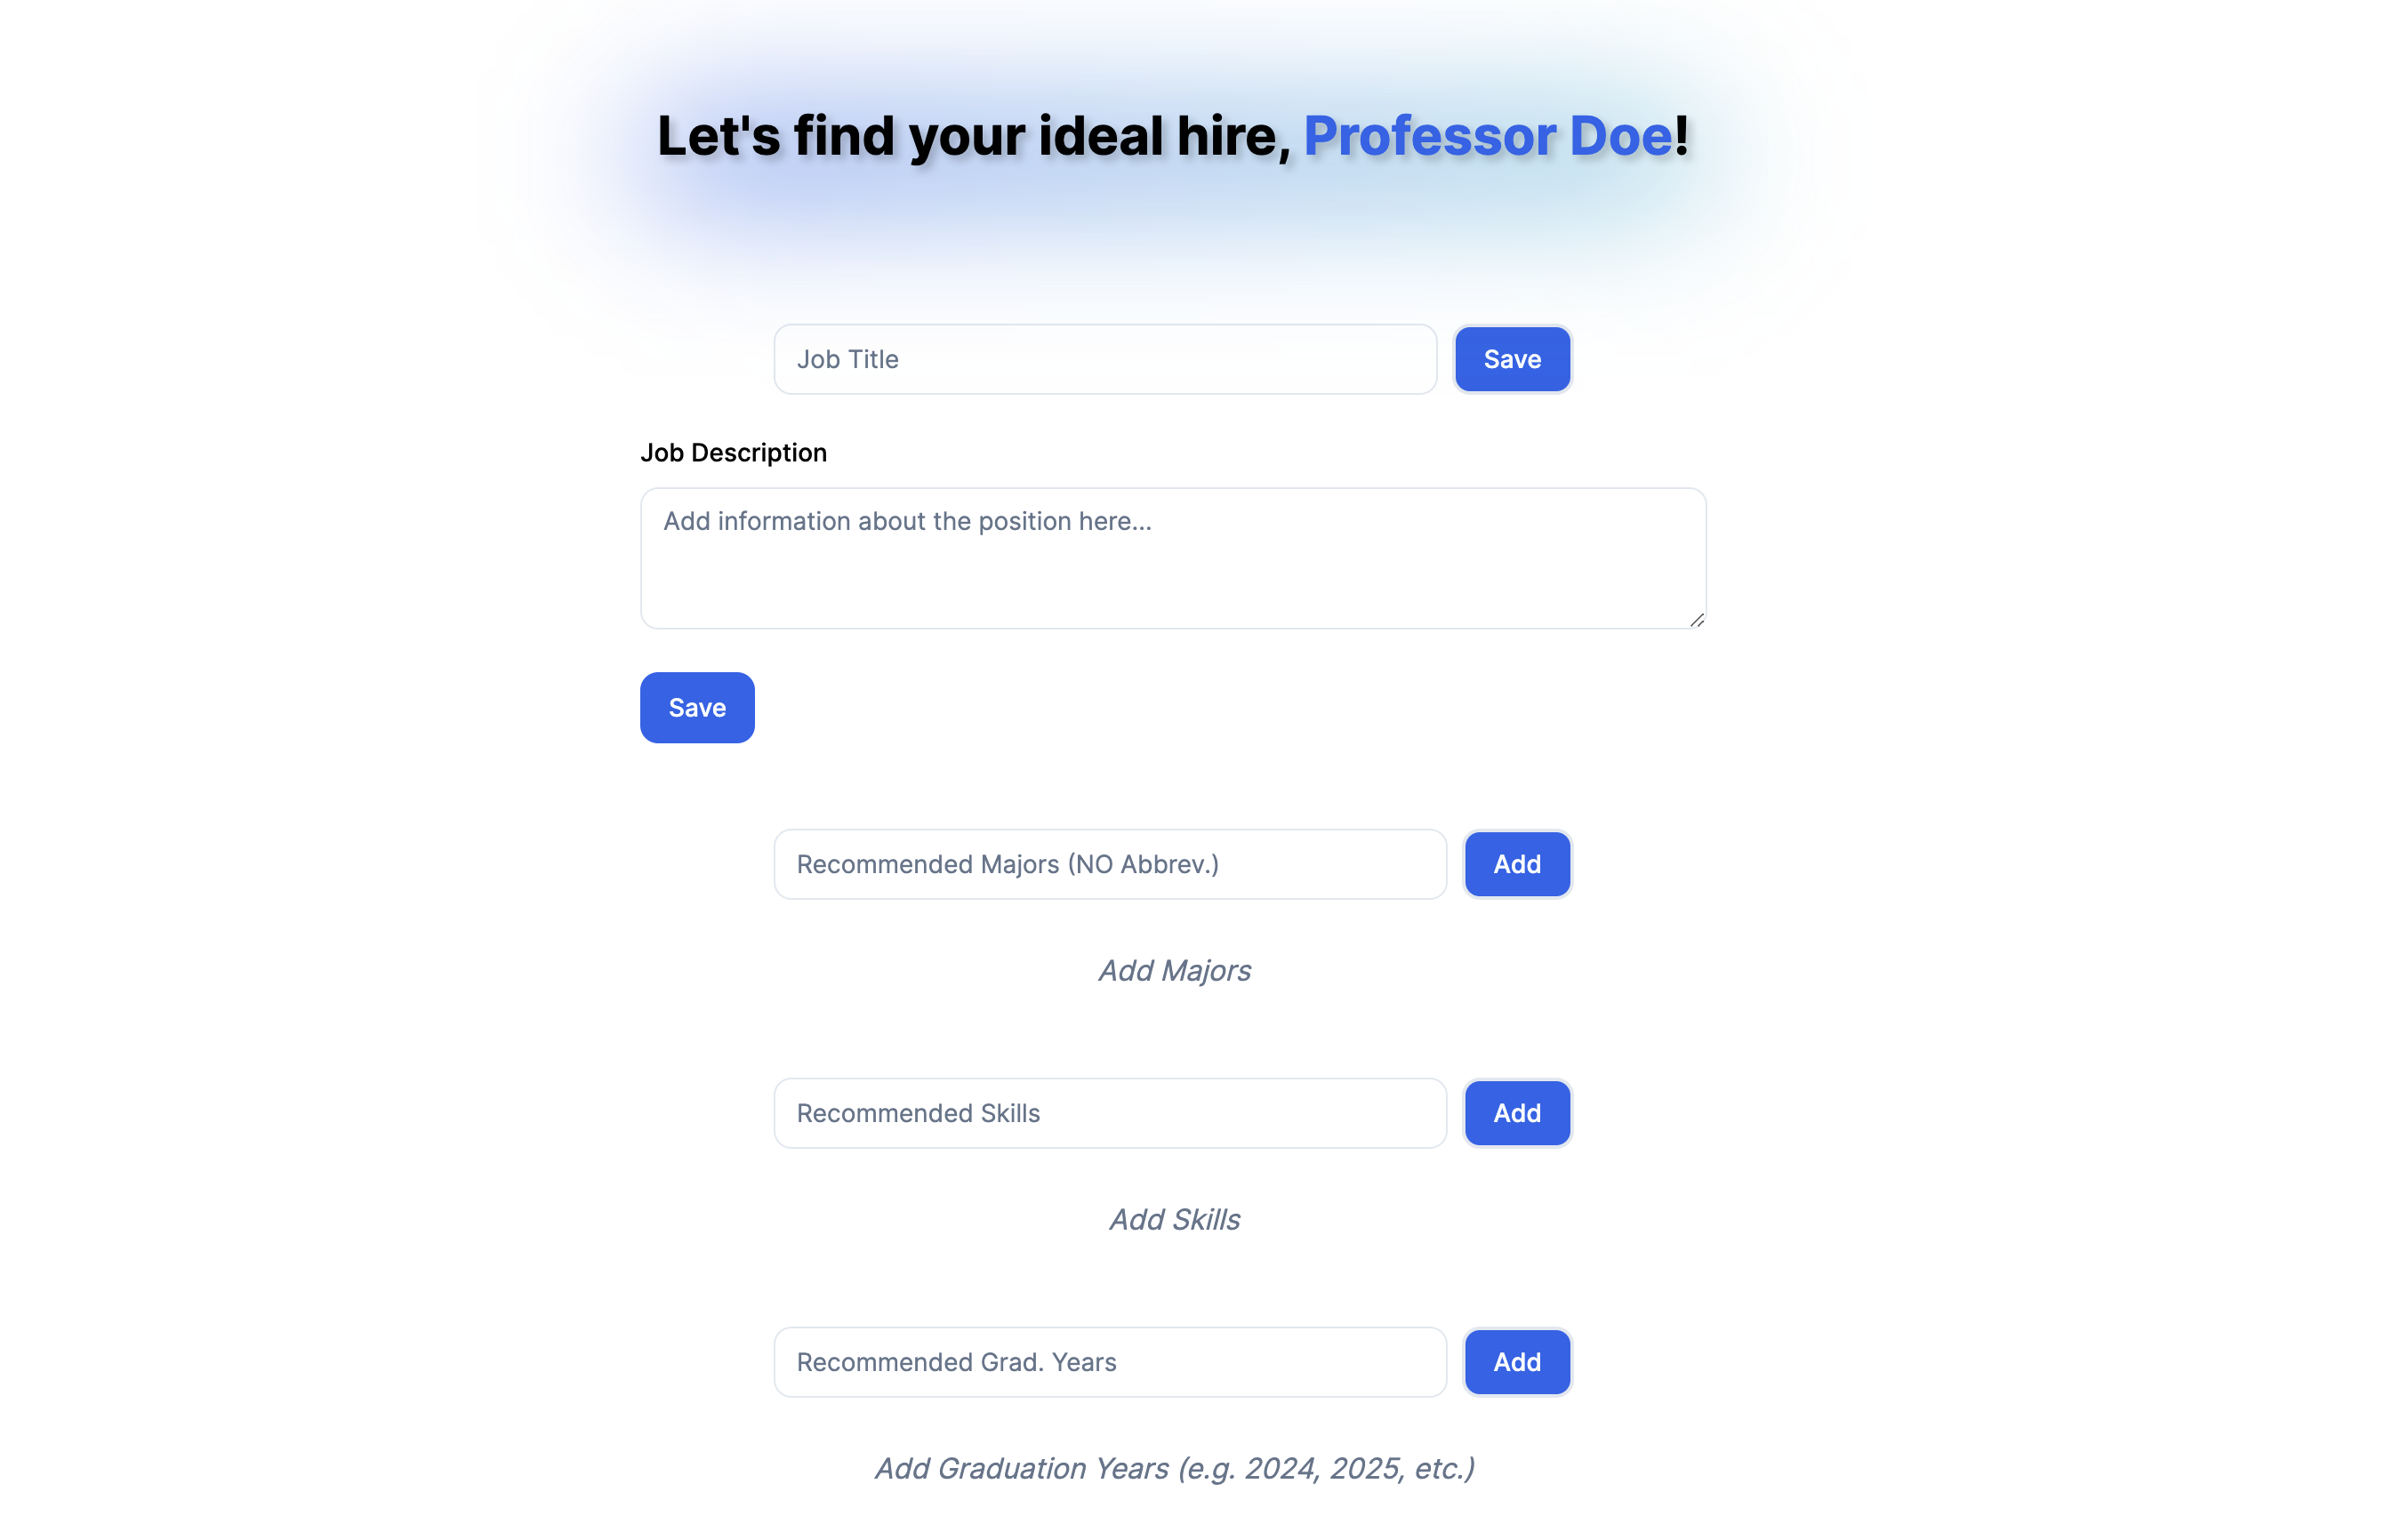 Let's find your ideal hire, Professor Doe!
Job Title
Save
Job Description
Add information about the position here...
Save
Recommended Majors (NO Abbrev.)
Add
Add Majors
Recommended Skills
Add
Add Skills
Recommended Grad. Years
Add
Add Graduation Years (e.g. 2024, 2025, etc.)